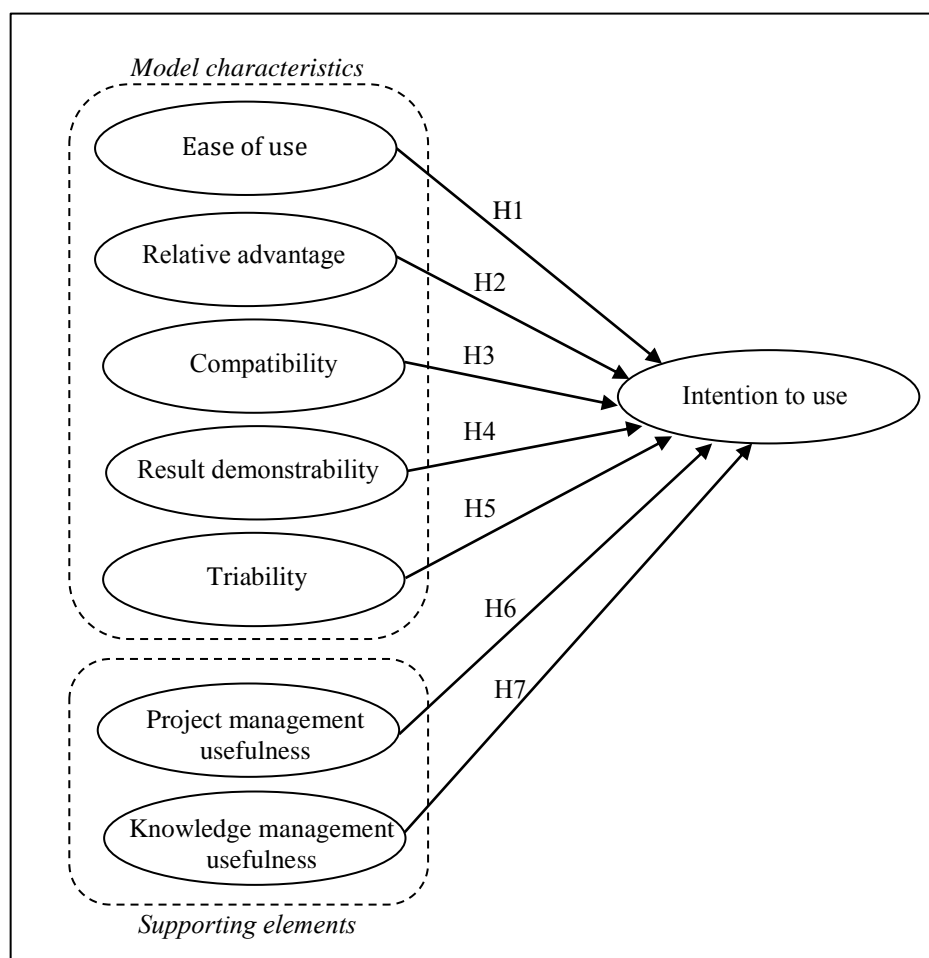 Model characteristics
Ease of use
H1
Relative advantage
H2
Compatibility
H3
Intention to use
Result demonstrability
H4
H5
Triability
H6
H7
Project management
usefulness
Knowledge management
usefulness
Supporting elements